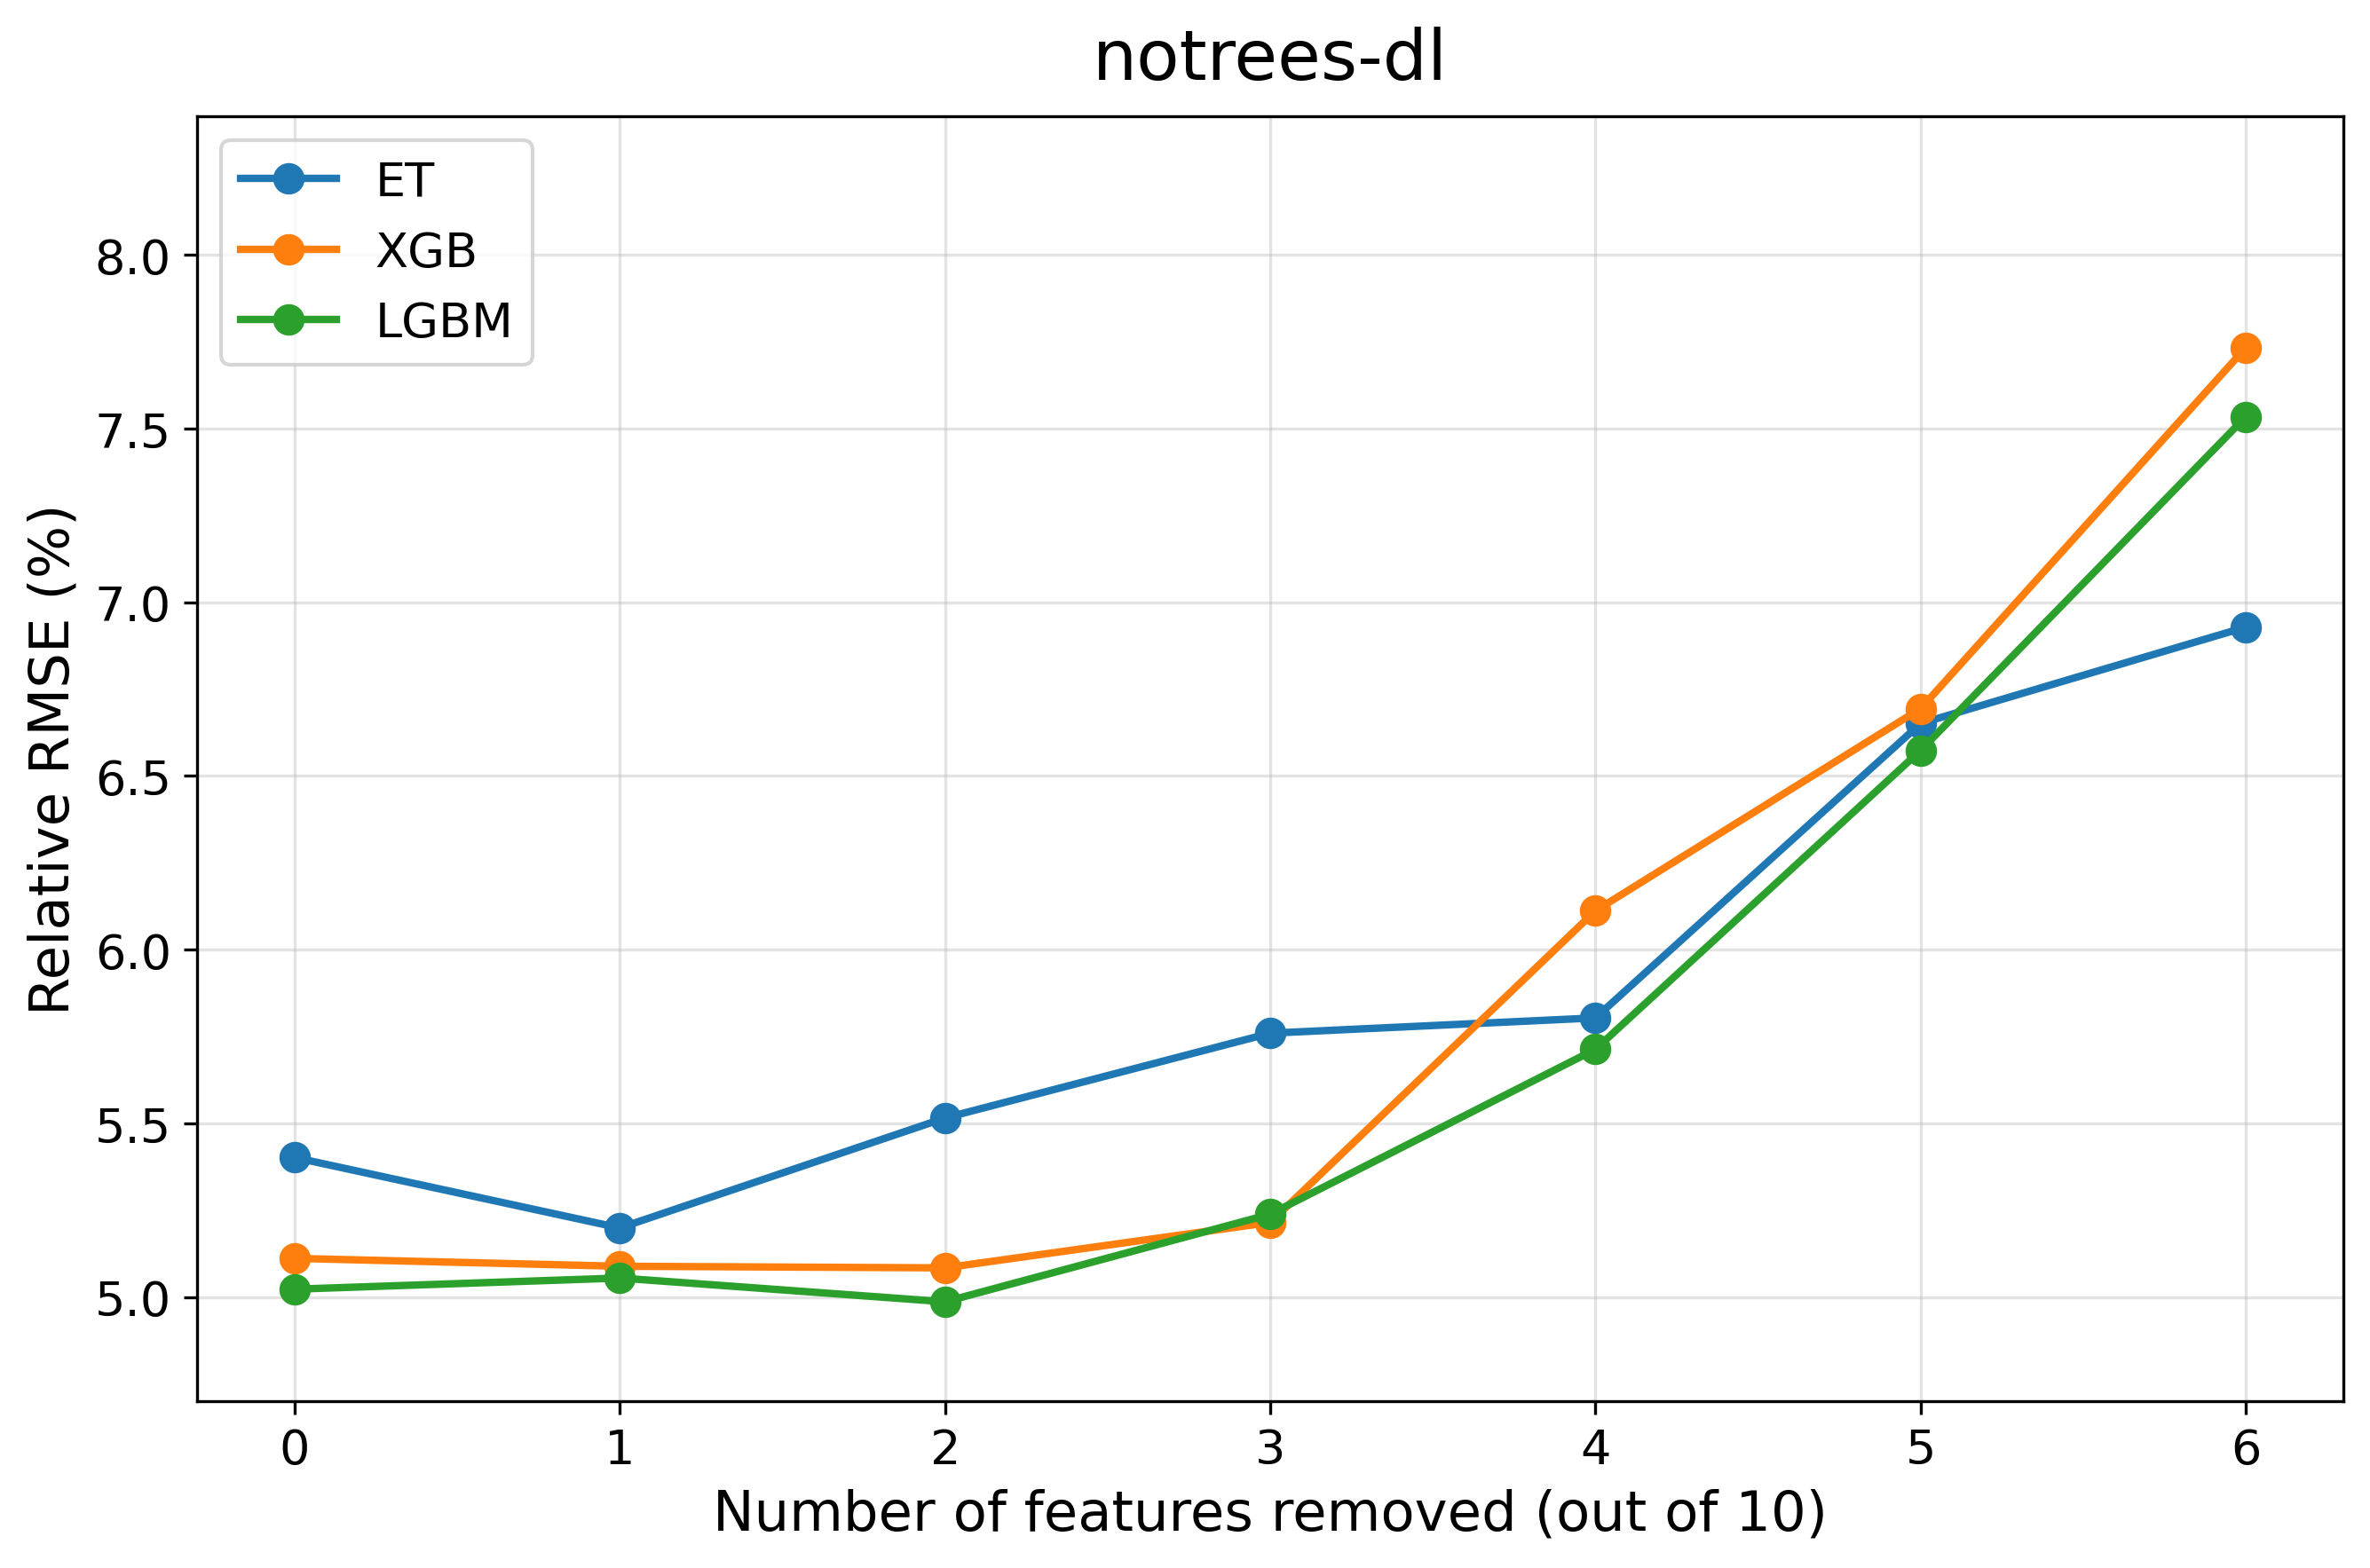 notrees-dl
ET
XGB
LGBM
Relative RMSE (%)
8.0
7.5
7.0
6.5
6.0
5.5
5.0
0 1 2 3 4 5 6
Number of features removed (out of 10)